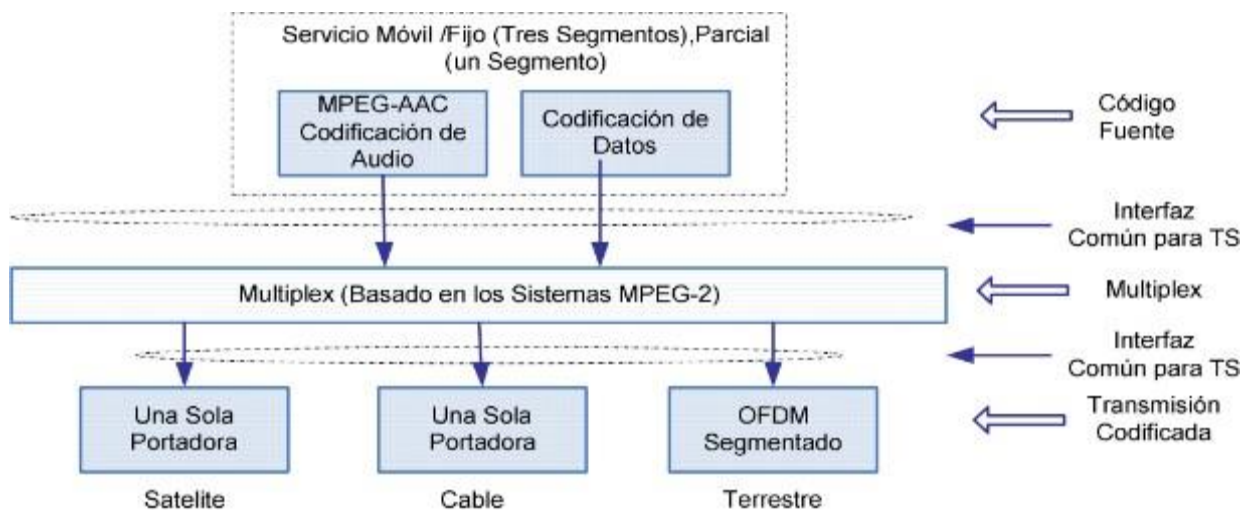 Servicio Móvil /Fijo (Tres Segmentos),Parcial
(un Segmento)
MPEG-AAC
Codificación de
Audio
Codificación de
Datos
Código
Fuente
Interfaz
Común para TS
Multiplex (Basado en los Sistemas MPEG-2)
Multiplex
Interfaz
Común para TS
Una Sola
Portadora
Una Sola
Portadora
OFDM
Segmentado
Transmisión
Codificada
Satelite
Cable
Terrestre